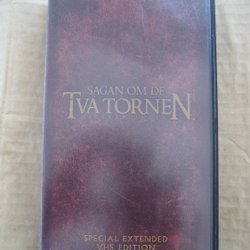 SAGAN OM DE
TVÅ TORNEN
SPECIAL EXTENDED
VHS EDITION